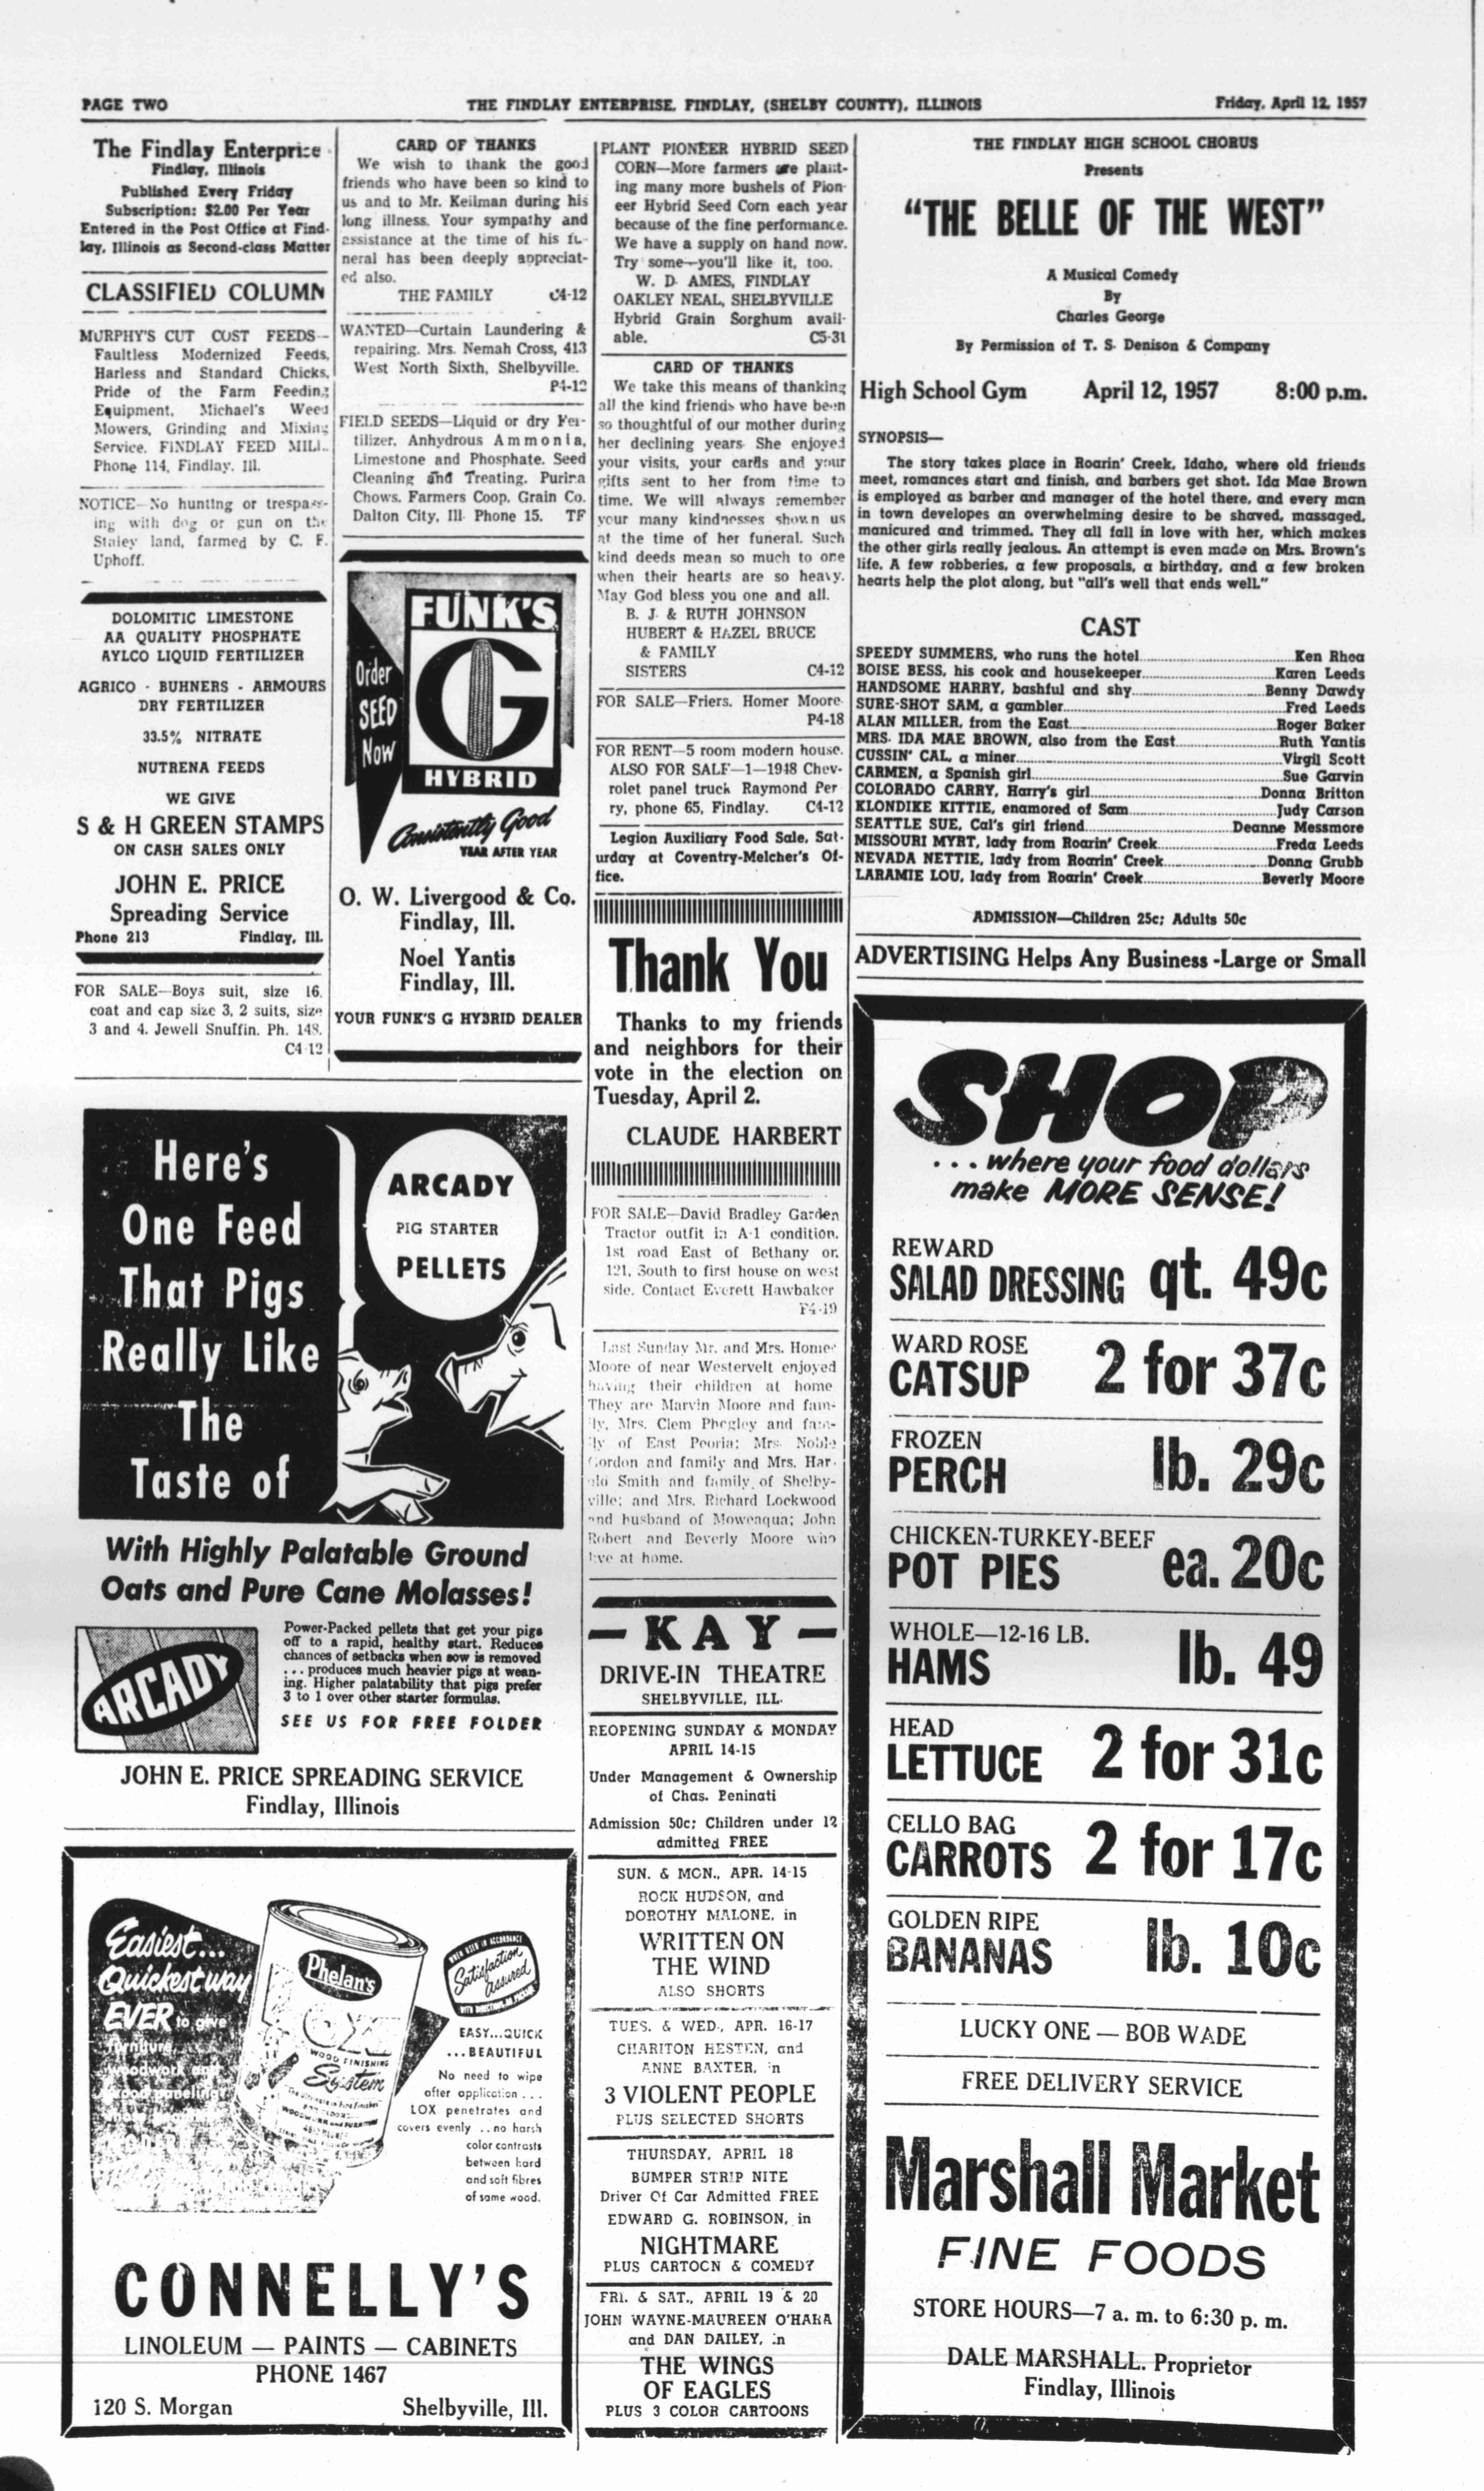 PAGE TWO
THE FINDLAY ENTERPRISE, FINDLAY, (SHELBY COUNTY), ILLINOIS
Friday, April 12, 1957
The Findlay Enterprise
Findlay, Illinois
Published Every Friday
Subscription: $2.00 Per Year
Entered in the Post Office at Find-
lay, Illinois as Second-class Matter
CLASSIFIED COLUMN
MURPHY'S CUT COST FEEDS—
Faultless Modernized Feeds,
Harless and Standard Chicks,
Pride of the Farm Feeding
Equipment, Michael's Weed
Mowers, Grinding and Mixing
Service. FINDLAY FEED MILL.
Phone 114, Findlay, Ill.
NOTICE—No hunting or trespass-
ing with dog or gun on the
Staley land, farmed by C. F.
Uphoff.
DOLOMITIC LIMESTONE
AA QUALITY PHOSPHATE
AYLCO LIQUID FERTILIZER
AGRICO - BUHNERS - ARMOURS
DRY FERTILIZER
33.5% NITRATE
NUTRENA FEEDS
WE GIVE
S & H GREEN STAMPS
ON CASH SALES ONLY
JOHN E. PRICE
Spreading Service
Phone 213 Findlay, Ill.
FOR SALE—Boys suit, size 16,
coat and cap size 3, 2 suits, size
3 and 4. Jewell Snuffin. Ph. 148.
C4-12
CARD OF THANKS
We wish to thank the good
friends who have been so kind to
us and to Mr. Keilman during his
long illness. Your sympathy and
assistance at the time of his fu-
neral has been deeply appreciat-
ed also.
THE FAMILY C4-12
WANTED—Curtain Laundering &
repairing. Mrs. Nemah Cross, 413
West North Sixth, Shelbyville.
P4-12
FIELD SEEDS—Liquid or dry Fer-
tilizer, Anhydrous Ammonia,
Limestone and Phosphate. Seed
Cleaning and Treating. Purina
Chows. Farmers Coop. Grain Co.
Dalton City, Ill. Phone 15. TF
Order
SEED
Now
FUNK'S
G
HYBRID
Consistently Good
YEAR AFTER YEAR
O. W. Livergood & Co.
Findlay, Ill.
Noel Yantis
Findlay, Ill.
YOUR FUNK'S G HYBRID DEALER
Here's
One Feed
That Pigs
Really Like
The
Taste of
ARCADY
PIG STARTER
PELLETS
With Highly Palatable Ground
Oats and Pure Cane Molasses!
ARCADY
Power-Packed pellets that get your pigs
off to a rapid, healthy start. Reduces
chances of setbacks when sow is removed
. . . produces much heavier pigs at wean-
ing. Higher palatability that pigs prefer
3 to 1 over other starter formulas.
SEE US FOR FREE FOLDER
JOHN E. PRICE SPREADING SERVICE
Findlay, Illinois
Easiest...
Quickest way
EVER to give
furniture,
woodwork and
wood paneling
Phelan's
WOOD FINISHING
System
WHEN USED IN ACCORDANCE
Satisfaction
assured
EASY...QUICK
...BEAUTIFUL
No need to wipe
after application . . .
LOX penetrates and
covers evenly . . no harsh
color contrasts
between hard
and soft fibres
of same wood.
CONNELLY'S
LINOLEUM — PAINTS — CABINETS
PHONE 1467
120 S. Morgan Shelbyville, Ill.
PLANT PIONEER HYBRID SEED
CORN—More farmers are plant-
ing many more bushels of Pion-
eer Hybrid Seed Corn each year
because of the fine performance.
We have a supply on hand now.
Try some—you'll like it, too.
W. D. AMES, FINDLAY
OAKLEY NEAL, SHELBYVILLE
Hybrid Grain Sorghum avail-
able. C5-31
CARD OF THANKS
We take this means of thanking
all the kind friends who have been
so thoughtful of our mother during
her declining years. She enjoyed
your visits, your cards and your
gifts sent to her from time to
time. We will always remember
your many kindnesses shown us
at the time of her funeral. Such
kind deeds mean so much to one
when their hearts are so heavy.
May God bless you one and all.
B. J. & RUTH JOHNSON
HUBERT & HAZEL BRUCE
& FAMILY
SISTERS C4-12
FOR SALE—Friers. Homer Moore.
P4-18
FOR RENT—5 room modern house.
ALSO FOR SALE—1—1948 Chev-
rolet panel truck Raymond Per-
ry, phone 65, Findlay. C4-12
Legion Auxiliary Food Sale, Sat-
urday at Coventry-Melcher's Of-
fice.
Thank You
Thanks to my friends
and neighbors for their
vote in the election on
Tuesday, April 2.
CLAUDE HARBERT
FOR SALE—David Bradley Garden
Tractor outfit in A-1 condition.
1st road East of Bethany on
121, South to first house on west
side. Contact Everett Hawbaker
P4-19
Last Sunday Mr. and Mrs. Homer
Moore of near Westervelt enjoyed
having their children at home
They are Marvin Moore and fam-
ily, Mrs. Clem Phegley and fam-
ily of East Peoria; Mrs. Noble
Gordon and family and Mrs. Har-
old Smith and family of Shelby-
ville; and Mrs. Richard Lockwood
and husband of Moweaqua; John
Robert and Beverly Moore who
live at home.
— KAY —
DRIVE-IN THEATRE
SHELBYVILLE, ILL.
REOPENING SUNDAY & MONDAY
APRIL 14-15
Under Management & Ownership
of Chas. Peninati
Admission 50c; Children under 12
admitted FREE
SUN. & MON., APR. 14-15
ROCK HUDSON, and
DOROTHY MALONE, in
WRITTEN ON
THE WIND
ALSO SHORTS
TUES. & WED., APR. 16-17
CHARITON HESTEN, and
ANNE BAXTER, in
3 VIOLENT PEOPLE
PLUS SELECTED SHORTS
THURSDAY, APRIL 18
BUMPER STRIP NITE
Driver Of Car Admitted FREE
EDWARD G. ROBINSON, in
NIGHTMARE
PLUS CARTOON & COMEDY
FRI. & SAT., APRIL 19 & 20
JOHN WAYNE-MAUREEN O'HARA
and DAN DAILEY, in
THE WINGS
OF EAGLES
PLUS 3 COLOR CARTOONS
THE FINDLAY HIGH SCHOOL CHORUS
Presents
"THE BELLE OF THE WEST"
A Musical Comedy
By
Charles George
By Permission of T. S. Denison & Company
High School Gym April 12, 1957 8:00 p.m.
SYNOPSIS—
The story takes place in Roarin' Creek, Idaho, where old friends
meet, romances start and finish, and barbers get shot. Ida Mae Brown
is employed as barber and manager of the hotel there, and every man
in town developes an overwhelming desire to be shaved, massaged,
manicured and trimmed. They all fall in love with her, which makes
the other girls really jealous. An attempt is even made on Mrs. Brown's
life. A few robberies, a few proposals, a birthday, and a few broken
hearts help the plot along, but "all's well that ends well."
CAST
SPEEDY SUMMERS, who runs the hotel Ken Rhea
BOISE BESS, his cook and housekeeper Karen Leeds
HANDSOME HARRY, bashful and shy Benny Dawdy
SURE-SHOT SAM, a gambler Fred Leeds
ALAN MILLER, from the East Roger Baker
MRS. IDA MAE BROWN, also from the East Ruth Yantis
CUSSIN' CAL, a miner Virgil Scott
CARMEN, a Spanish girl Sue Garvin
COLORADO CARRY, Harry's girl Donna Britton
KLONDIKE KITTIE, enamored of Sam Judy Carson
SEATTLE SUE, Cal's girl friend Deanne Messmore
MISSOURI MYRT, lady from Roarin' Creek Freda Leeds
NEVADA NETTIE, lady from Roarin' Creek Donna Grubb
LARAMIE LOU, lady from Roarin' Creek Beverly Moore
ADMISSION—Children 25c; Adults 50c
ADVERTISING Helps Any Business -Large or Small
SHOP
. . . where your food dollars
make MORE SENSE!
REWARD
SALAD DRESSING qt. 49c
WARD ROSE
CATSUP 2 for 37c
FROZEN
PERCH lb. 29c
CHICKEN-TURKEY-BEEF
POT PIES ea. 20c
WHOLE—12-16 LB.
HAMS lb. 49
HEAD
LETTUCE 2 for 31c
CELLO BAG
CARROTS 2 for 17c
GOLDEN RIPE
BANANAS lb. 10c
LUCKY ONE — BOB WADE
FREE DELIVERY SERVICE
Marshall Market
FINE FOODS
STORE HOURS—7 a. m. to 6:30 p. m.
DALE MARSHALL, Proprietor
Findlay, Illinois